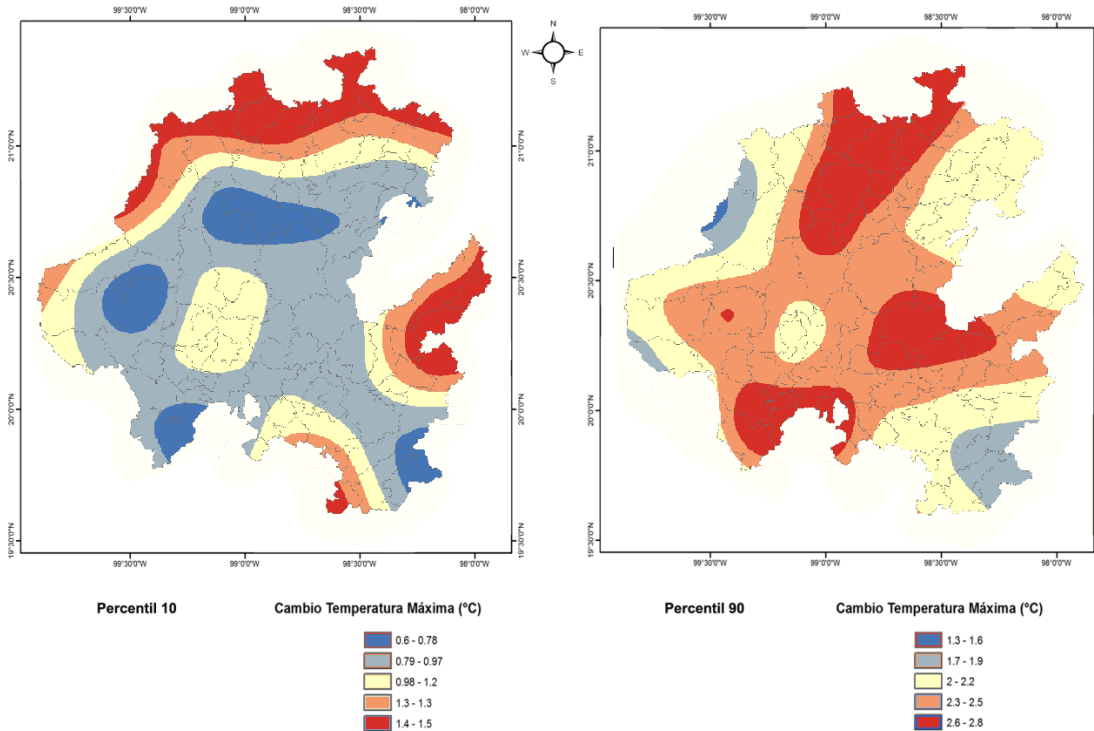 99°30'0"W 99°0'0"W 98°30'0"W 98°0'0"W
21°0'0"N
20°30'0"N
20°0'0"N
19°30'0"N
99°30'0"W 99°0'0"W 98°30'0"W 98°0'0"W
N
W E
S
99°30'0"W 99°0'0"W 98°30'0"W 98°0'0"W
21°0'0"N
20°30'0"N
20°0'0"N
19°30'0"N
99°30'0"W 99°0'0"W 98°30'0"W 98°0'0"W
Percentil 10
Cambio Temperatura Máxima (°C)
0.6 - 0.78
0.79 - 0.97
0.98 - 1.2
1.3 - 1.3
1.4 - 1.5
Percentil 90
Cambio Temperatura Máxima (°C)
1.3 - 1.6
1.7 - 1.9
2 - 2.2
2.3 - 2.5
2.6 - 2.8